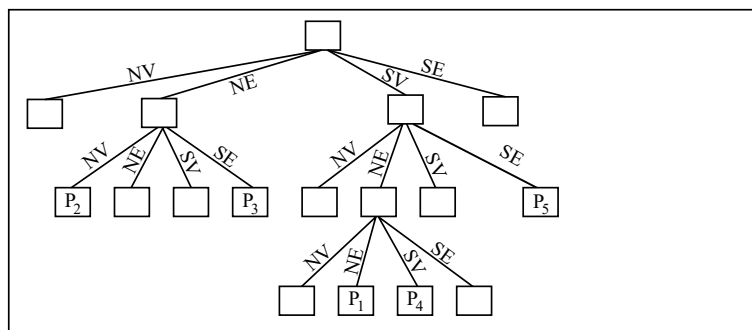 NV NE SV SE
NV NE SV SE NV NE SV SE
P2 P3 P5
NV NE SV SE
P1 P4